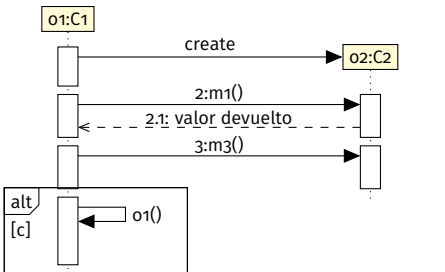 o1:C1
create
o2:C2
2:m1()
2.1: valor devuelto
3:m3()
alt
[c]
o1()